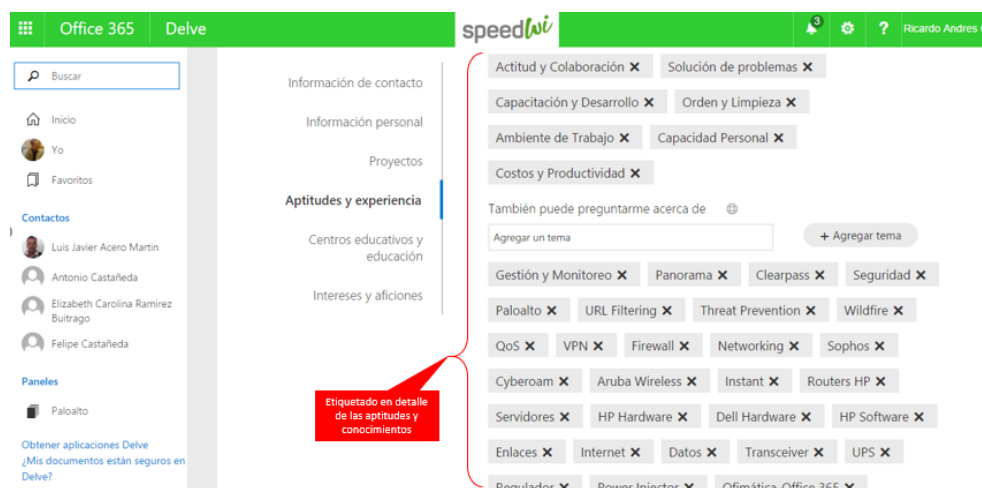 Office 365 Delve speedwi 3 ? Ricardo Andres
Buscar
Inicio
Yo
Favoritos
Contactos
Luis Javier Acero Martin
Antonio Castañeda
Elizabeth Carolina Ramirez
Buitrago
Felipe Castañeda
Paneles
Paloalto
Obtener aplicaciones Delve
¿Mis documentos están seguros en
Delve?
Información de contacto
Información personal
Proyectos
Aptitudes y experiencia
Centros educativos y
educación
Intereses y aficiones
Etiquetado en detalle
de las aptitudes y
conocimientos
Actitud y Colaboración Solución de problemas
Capacitación y Desarrollo Orden y Limpieza
Ambiente de Trabajo Capacidad Personal
Costos y Productividad
También puede preguntarme acerca de
Agregar un tema + Agregar tema
Gestión y Monitoreo Panorama Clearpass Seguridad
Paloalto URL Filtering Threat Prevention Wildfire
QoS VPN Firewall Networking Sophos
Cyberoam Aruba Wireless Instant Routers HP
Servidores HP Hardware Dell Hardware HP Software
Enlaces Internet Datos Transceiver UPS
Regulador Power Injector Ofimática-Office 365